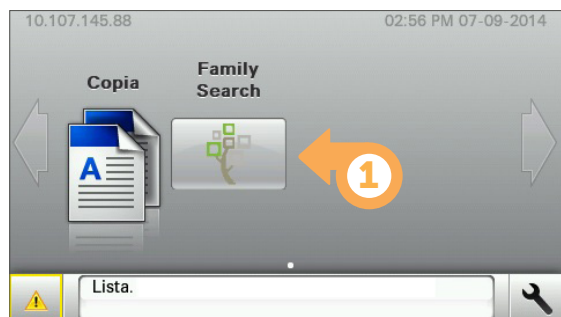 10.107.145.88
02:56 PM 07-09-2014
Copia
Family
Search
A
1
Lista.